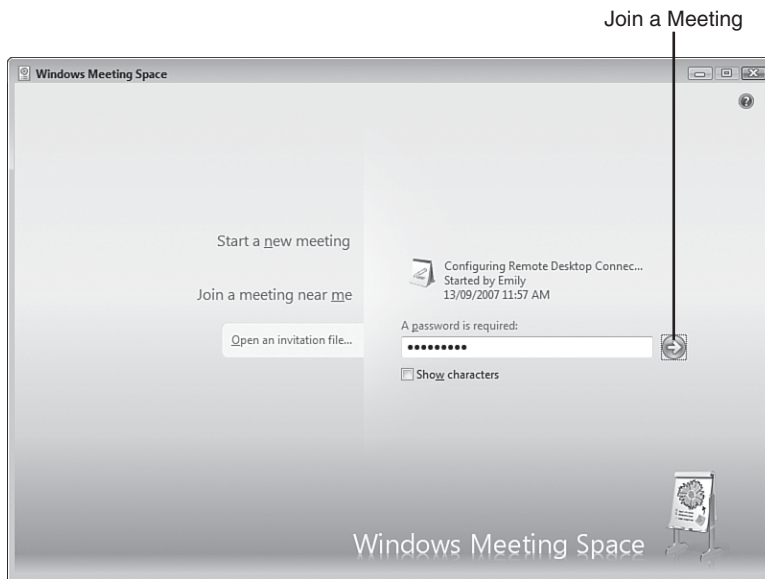 Join a Meeting
Windows Meeting Space
Start a new meeting
Join a meeting near me
Open an invitation file...
Configuring Remote Desktop Connec...
Started by Emily
13/09/2007 11:57 AM
A password is required:
•••••••••
Show characters
Windows Meeting Space